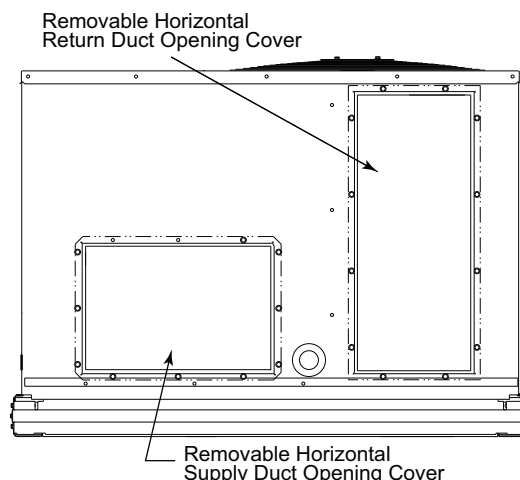 Removable Horizontal
Return Duct Opening Cover
Removable Horizontal
Supply Duct Opening Cover